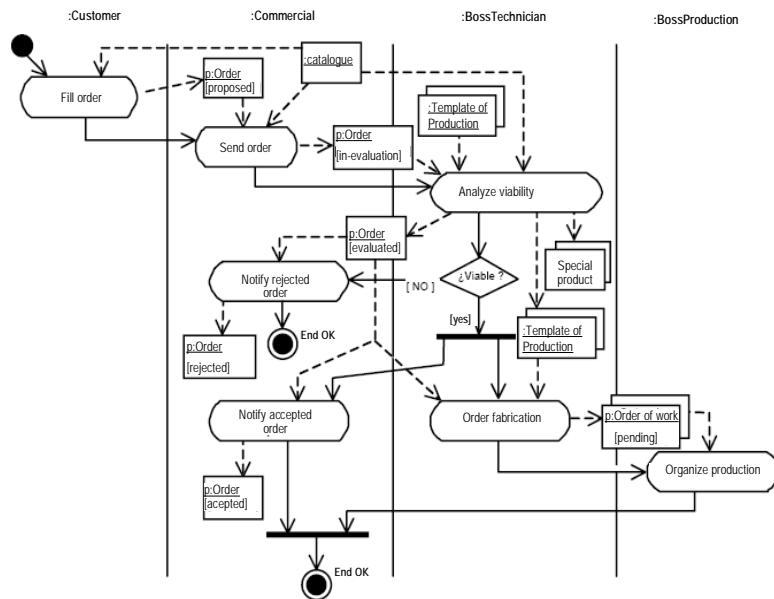 :Customer
:Commercial
:BossTechnician
:BossProduction
:catalogue
p:Order
[proposed]
Fill order
:Template of
Production
p:Order
[in-evaluation]
Send order
Analyze viability
p:Order
[evaluated]
Special
product
Notify rejected
order
[ NO ]
¿Viable ?
[yes]
End OK
:Template of
Production
p:Order
[rejected]
Notify accepted
order
Order fabrication
p:Order of work
[pending]
Organize production
p:Order
[acepted]
End OK